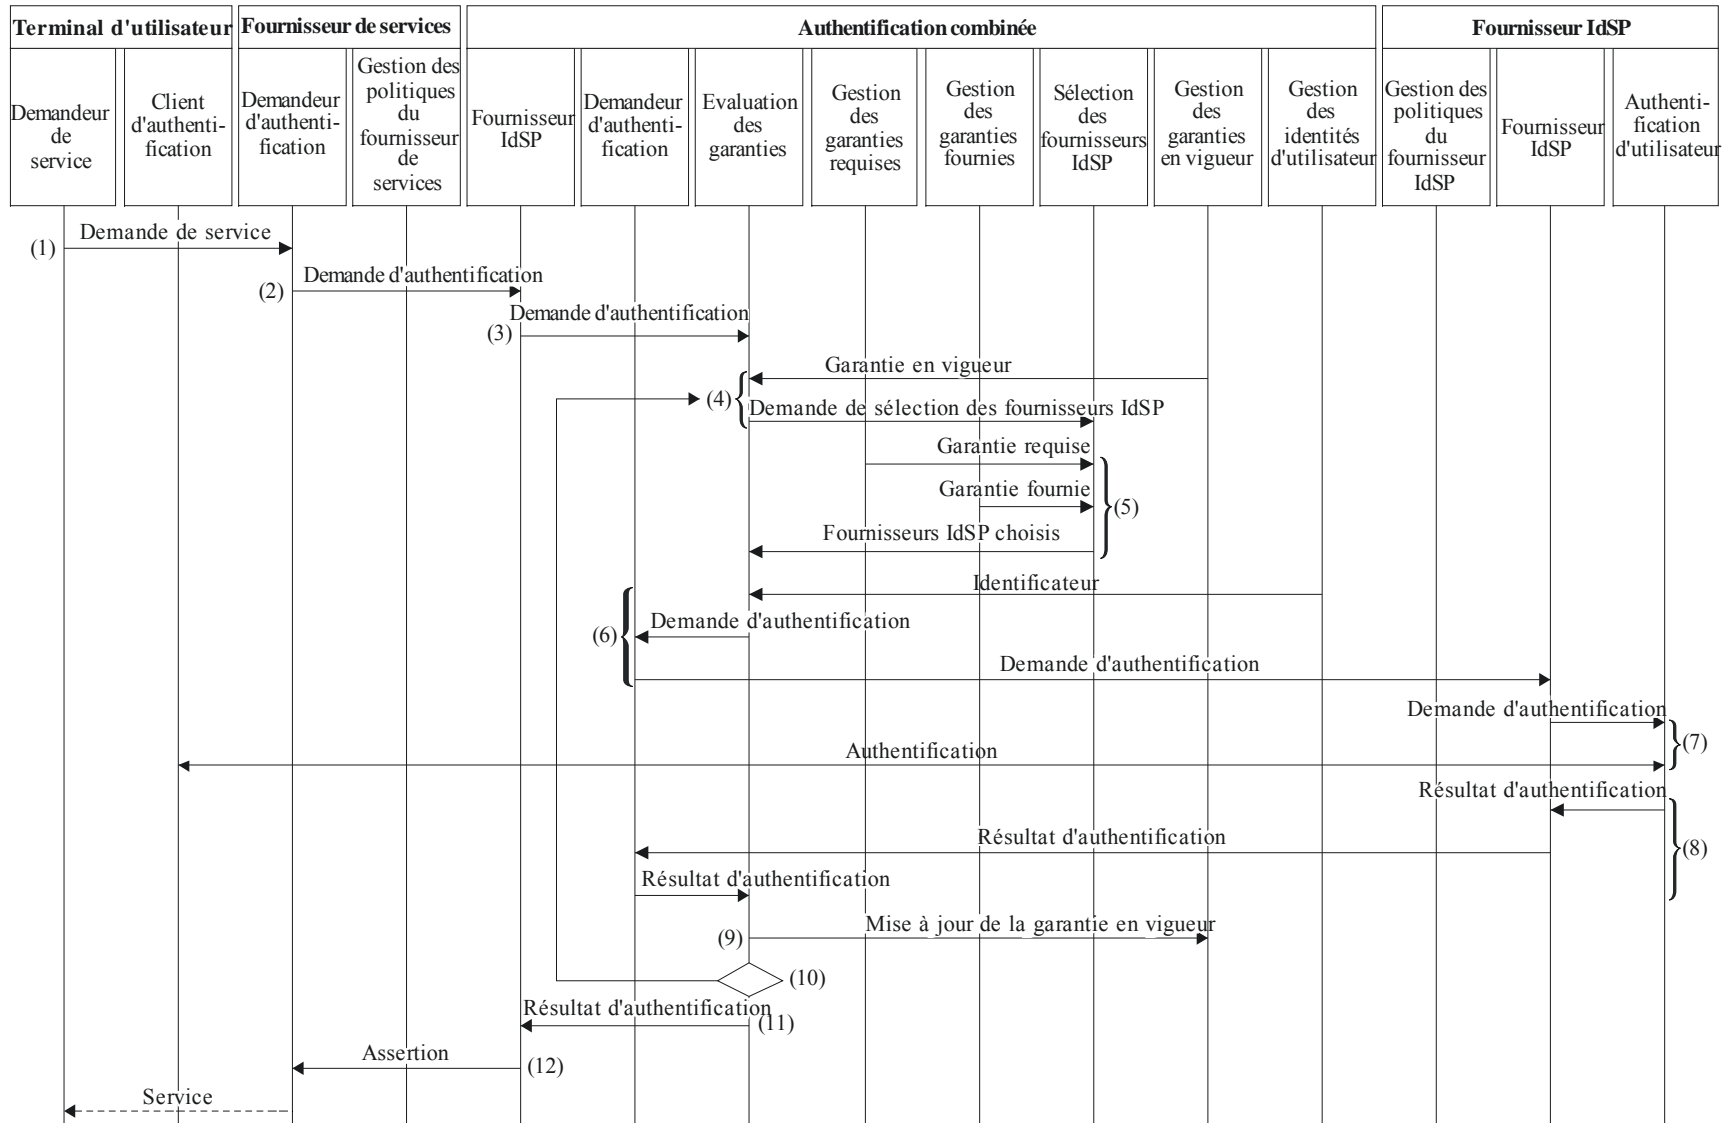 Terminal d'utilisateur
Fournisseur de services
Authentification combinée
Fournisseur IdSP
Demandeur
de
service
Client
d'authenti-
fication
Demandeur
d'authenti-
fication
Gestion des
politiques
du
fournisseur
de
services
Fournisseur
IdSP
Demandeur
d'authenti-
fication
Evaluation
des
garanties
Gestion
des
garanties
requises
Gestion
des
garanties
fournies
Sélection
des
fournisseurs
IdSP
Gestion
des
garanties
en vigueur
Gestion
des
identités
d'utilisateur
Gestion des
politiques
du
fournisseur
IdSP
Fournisseur
IdSP
Authenti-
fication
d'utilisateur
(1) Demande de service
(2) Demande d'authentification
(3) Demande d'authentification
Garantie en vigueur
(4)
Demande de sélection des fournisseurs IdSP
Garantie requise
Garantie fournie
(5)
Fournisseurs IdSP choisis
Identificateur
(6) Demande d'authentification
Demande d'authentification
Demande d'authentification
(7)
Authentification
Résultat d'authentification
Résultat d'authentification
(8)
Résultat d'authentification
(9) Mise à jour de la garantie en vigueur
(10)
Résultat d'authentification
(11)
Assertion
(12)
Service